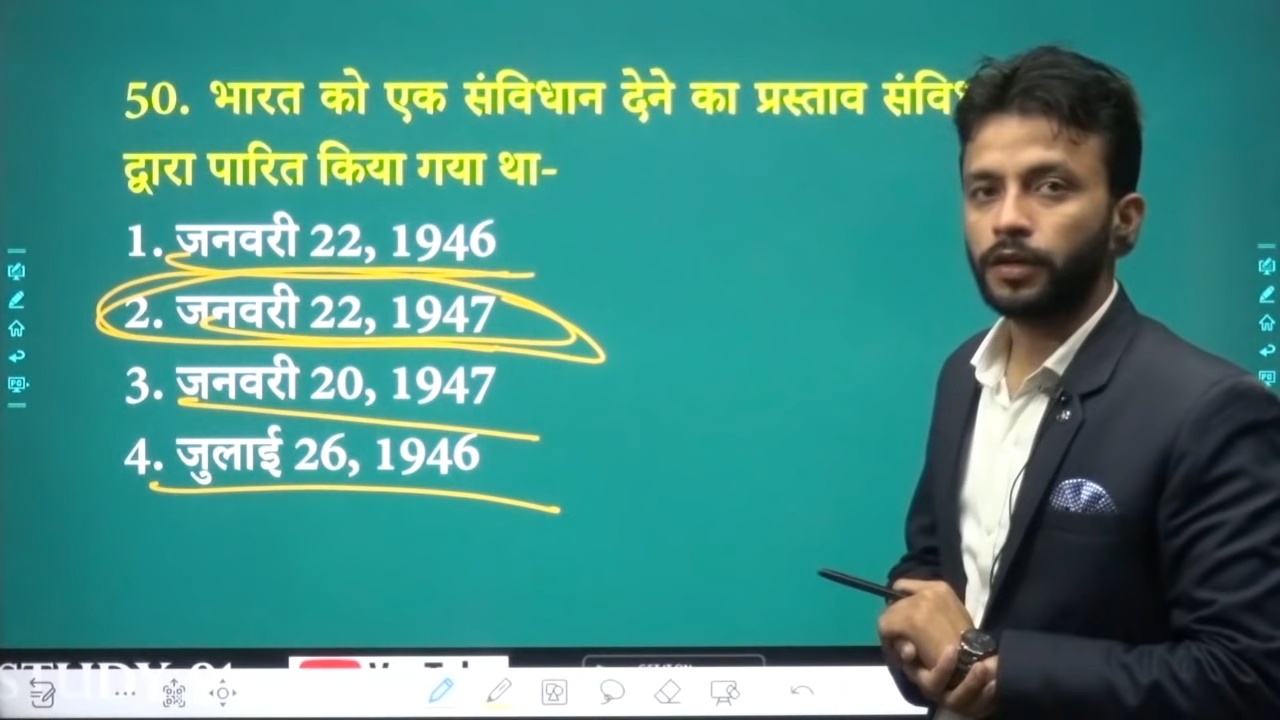 50. भारत को एक संविधान देने का प्रस्ताव
द्वारा पारित किया गया था-
1. जनवरी 22, 1946
2. जनवरी 22, 1947
3. जनवरी 20, 1947
4. जुलाई 26, 1946